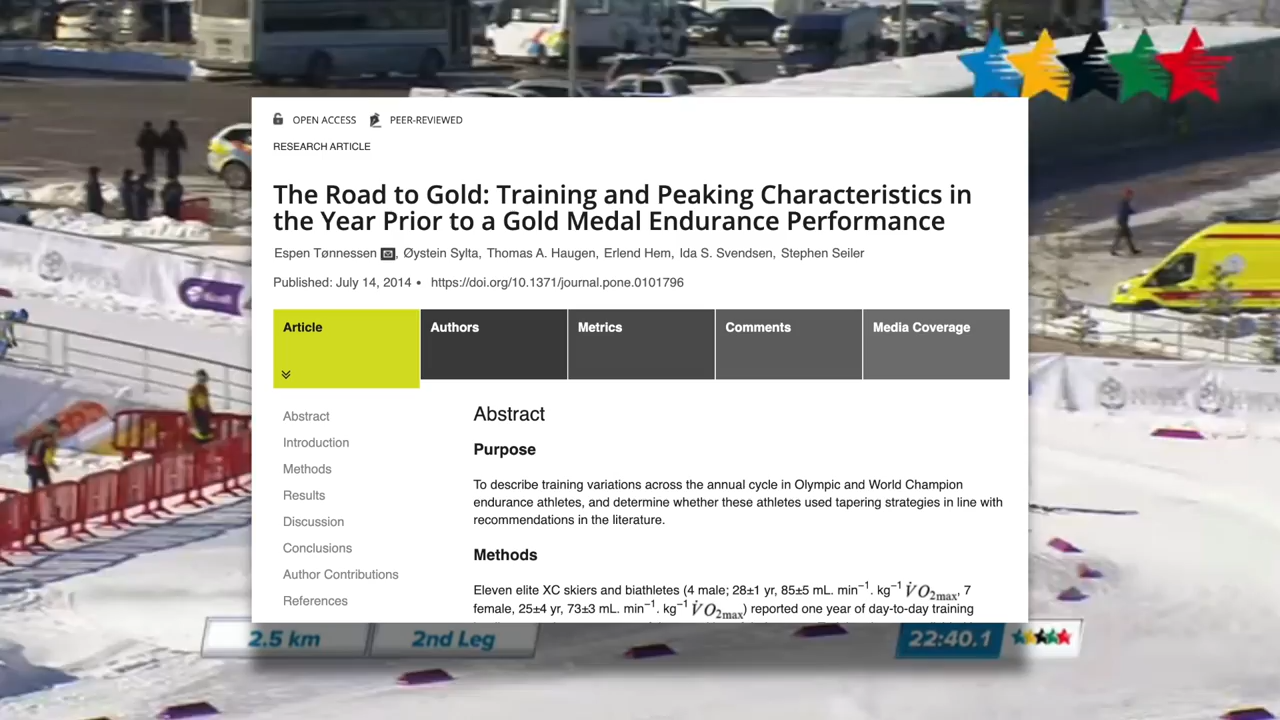 OPEN ACCESS PEER-REVIEWED
RESEARCH ARTICLE
The Road to Gold: Training and Peaking Characteristics in
the Year Prior to a Gold Medal Endurance Performance
Espen Tønnessen, Øystein Sylta, Thomas A. Haugen, Erlend Hem, Ida S. Svendsen, Stephen Seiler
Published: July 14, 2014 • https://doi.org/10.1371/journal.pone.0101796
Article Authors Metrics Comments Media Coverage
Abstract
Introduction
Methods
Results
Discussion
Conclusions
Author Contributions
References
Abstract
Purpose
To describe training variations across the annual cycle in Olympic and World Champion
endurance athletes, and determine whether these athletes used tapering strategies in line with
recommendations in the literature.
Methods
Eleven elite XC skiers and biathletes (4 male; 28±1 yr, 85±5 mL. min⁻¹. kg⁻¹ V̇O₂max, 7
female, 25±4 yr, 73±3 mL. min⁻¹. kg⁻¹ V̇O₂max) reported one year of day-to-day training
2.5 km 2nd Leg 22:40.1